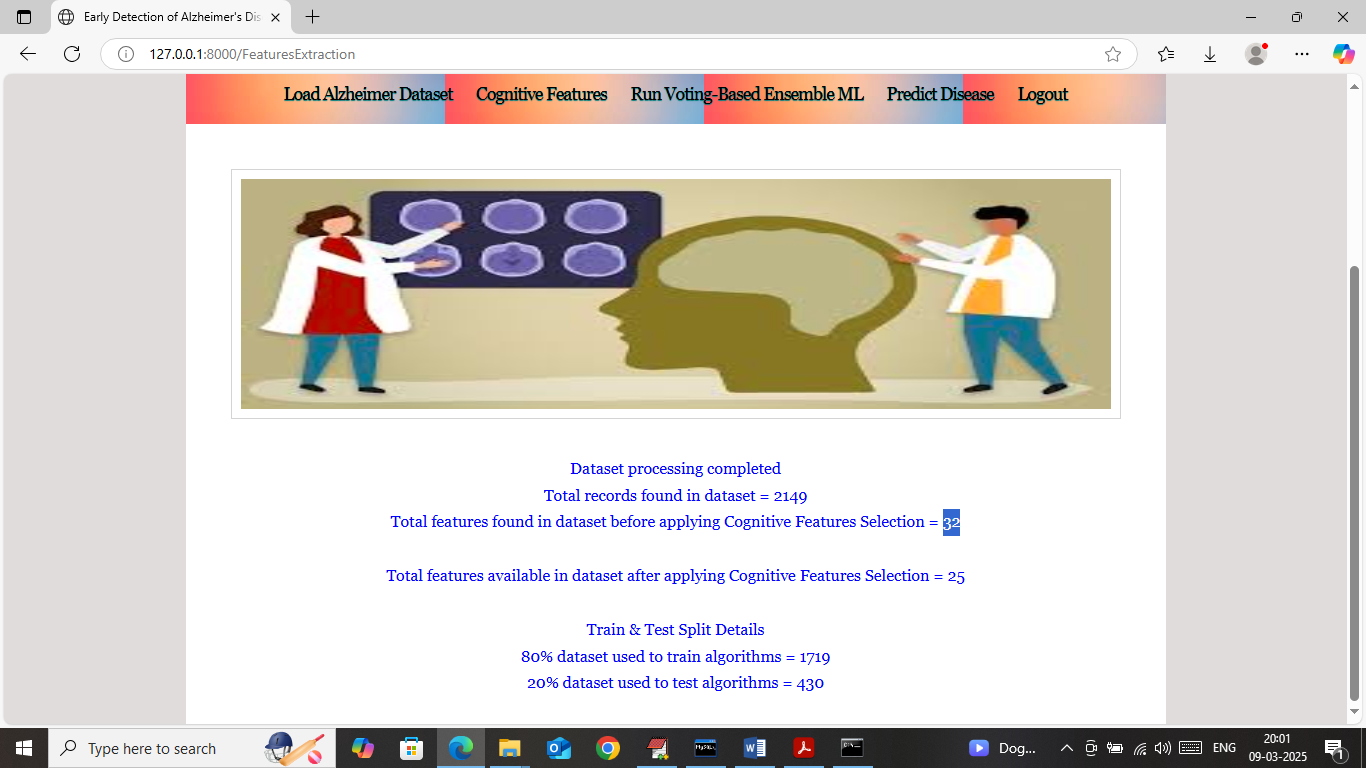 Early Detection of Alzheimer's Dis
127.0.0.1:8000/FeaturesExtraction
Load Alzheimer Dataset Cognitive Features Run Voting-Based Ensemble ML Predict Disease Logout
Dataset processing completed
Total records found in dataset = 2149
Total features found in dataset before applying Cognitive Features Selection = 32
Total features available in dataset after applying Cognitive Features Selection = 25
Train & Test Split Details
80% dataset used to train algorithms = 1719
20% dataset used to test algorithms = 430
Type here to search
Dog...
ENG
20:01
09-03-2025
1